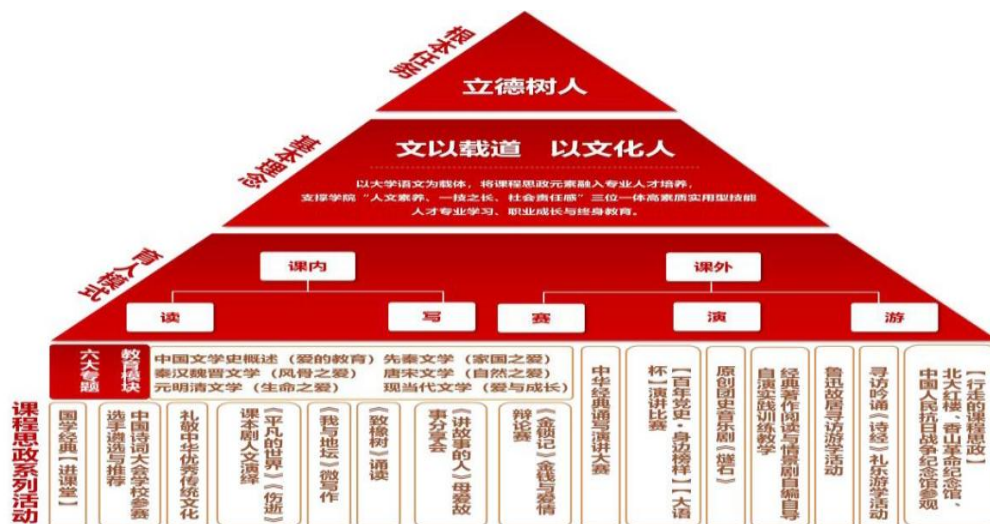 根本任务
立德树人
基本理念
文以载道 以文化人
以大学语文为载体，将课程思政元素融入专业人才培养，
支撑学院“人文素养、一技之长、社会责任感”三位一体高素质实用型技能
人才专业学习、职业成长与终身教育。
育人模式
课内
课外
读
写
赛
演
游
六大专题
教育模块
中国文学史概述（爱的教育） 先秦文学（家国之爱）
秦汉魏晋文学（风骨之爱） 唐宋文学（自然之爱）
元明清文学（生命之爱） 现当代文学（爱与成长）
课程思政系列活动
国学经典【进课堂】
中国诗词大会学校参赛
选手遴选与推荐
礼敬中华优秀传统文化
《平凡的世界》《伤逝》
课本剧人文演绎
《我与地坛》微写作
《致橡树》诵读
《讲故事的人》母爱故
事分享会
《金锁记》金钱与爱情
辩论赛
中华经典诵写演讲大赛
【百年党史·身边榜样】【大语
杯】演讲比赛
原创团史音乐剧《燧石》
经典著作阅读与情景剧自编自导
自演实践训练教学
鲁迅故居寻访游学活动
寻访吟诵《诗经》礼乐游学活动
【行走的课程思政】
北大红楼、香山革命纪念馆、
中国人民抗日战争纪念馆参观